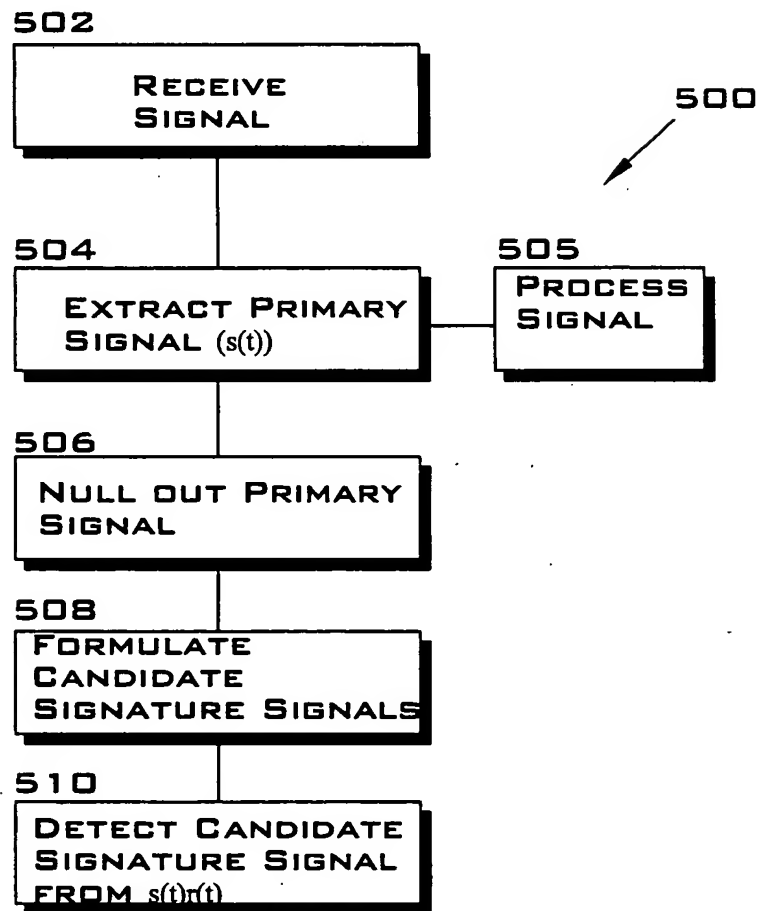 502
RECEIVE
SIGNAL
500
504
EXTRACT PRIMARY
SIGNAL (s(t))
505
PROCESS
SIGNAL
506
NULL OUT PRIMARY
SIGNAL
508
FORMULATE
CANDIDATE
SIGNATURE SIGNALS
510
DETECT CANDIDATE
SIGNATURE SIGNAL
FROM s(t)r(t)